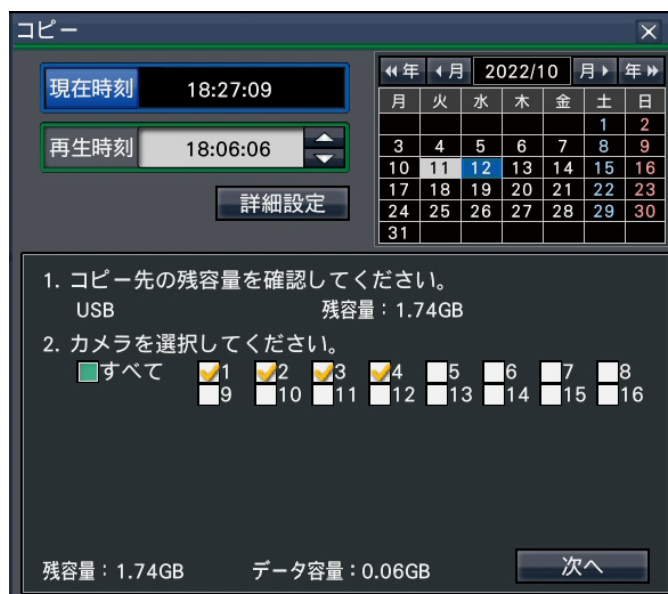 コピー
現在時刻 18:27:09
再生時刻 18:06:06
詳細設定
年 月 2022/10 月 年
月 火 水 木 金 土 日
1 2
3 4 5 6 7 8 9
10 11 12 13 14 15 16
17 18 19 20 21 22 23
24 25 26 27 28 29 30
31
1. コピー先の残容量を確認してください。
USB 残容量：1.74GB
2. カメラを選択してください。
すべて 1 2 3 4 5 6 7 8
9 10 11 12 13 14 15 16
残容量：1.74GB データ容量：0.06GB 次へ